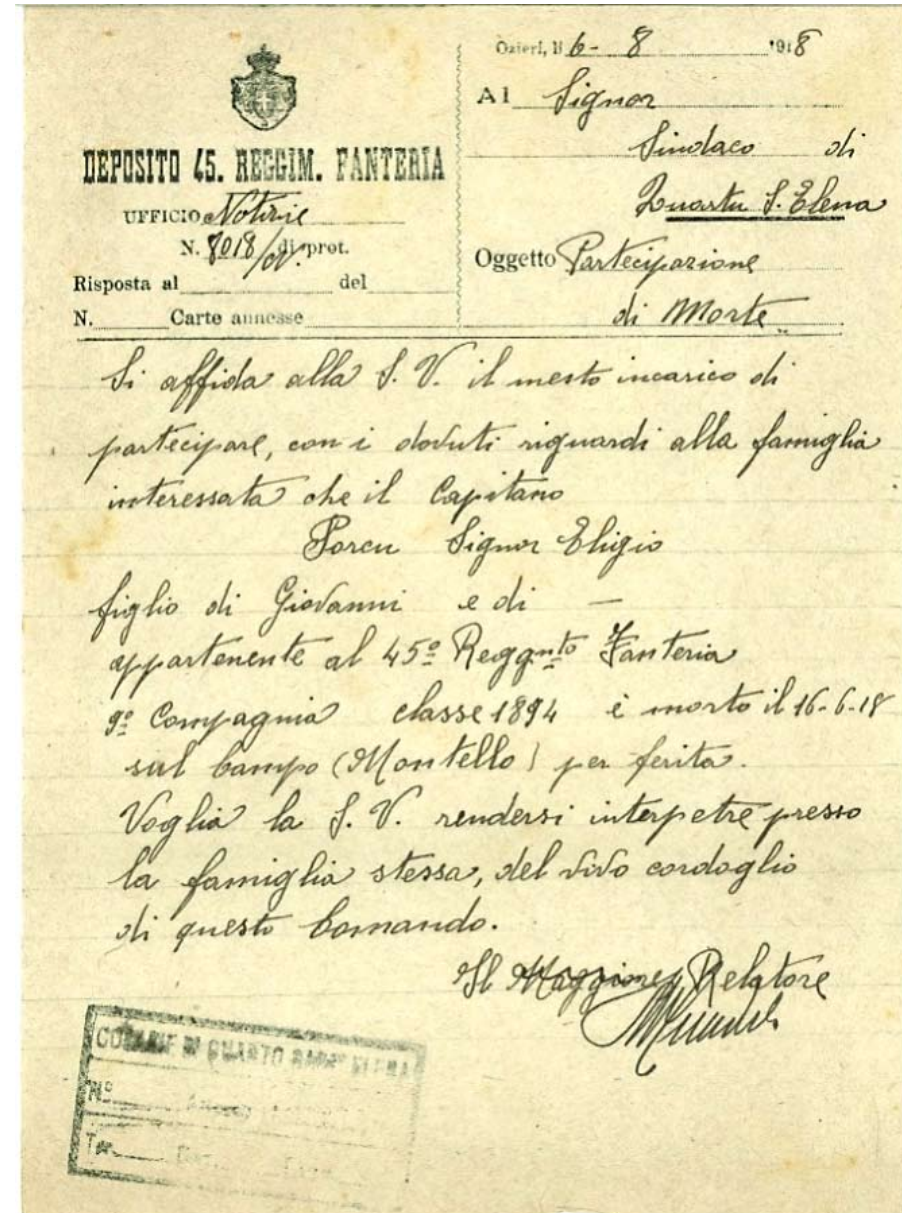 DEPOSITO 45. REGGIM. FANTERIA
UFFICIO Notizie
N. 8018/ di prot.
Risposta al del
N. Carte annesse
Ozieri, li 6 - 8 1918
Al Signor
Sindaco di
Quartu S. Elena
Oggetto Partecipazione
di Morte
Si affida alla S. V. il mesto incarico di
partecipare, con i dovuti riguardi alla famiglia
interessata che il Capitano
Porcu Signor Eligio
figlio di Giovanni e di —
appartenente al 45º Reggnto Fanteria
9ª Compagnia classe 1894 è morto il 16-6-18
sul Campo (Montello) per ferita.
Voglia la S. V. rendersi interpetre presso
la famiglia stessa, del vivo cordoglio
di questo Comando.
Il Maggiore Relatore
COMUNE DI QUARTO SANT' ELENA
Nº